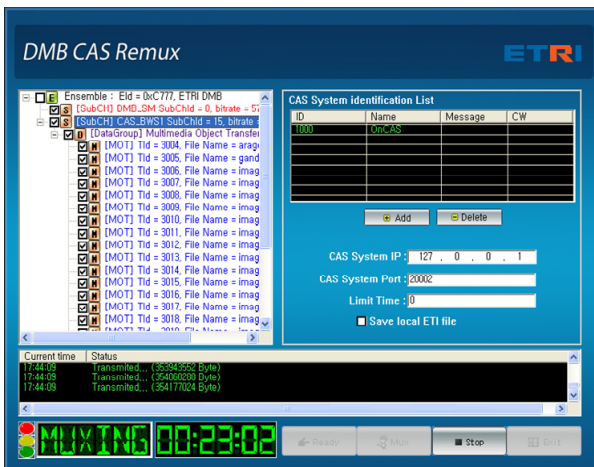 DMB CAS Remux
ETRI
Ensemble : EId = 0xC777, ETRI DMB
[SubCH] DMB_SM SubChId = 0, bitrate = 57
[SubCH] CAS_BWS1 SubChId = 15, bitrate =
[DataGroup] Multimedia Object Transfer
[MOT] TId = 3004, File Name = arag
[MOT] TId = 3005, File Name = gand
[MOT] TId = 3006, File Name = imag
[MOT] TId = 3007, File Name = imag
[MOT] TId = 3008, File Name = imag
[MOT] TId = 3009, File Name = imag
[MOT] TId = 3010, File Name = imag
[MOT] TId = 3011, File Name = imag
[MOT] TId = 3012, File Name = imag
[MOT] TId = 3013, File Name = imag
[MOT] TId = 3014, File Name = imag
[MOT] TId = 3015, File Name = imag
[MOT] TId = 3016, File Name = imag
[MOT] TId = 3017, File Name = imag
[MOT] TId = 3018, File Name = imag
CAS System identification List
ID Name Message CW
1000 OnCAS
Add Delete
CAS System IP : 127 . 0 . 0 . 1
CAS System Port : 20002
Limit Time : 0
Save local ETI file
Current time Status
17:44:09 Transmited,,, (353943552 Byte)
17:44:09 Transmited,,, (354060288 Byte)
17:44:09 Transmited,,, (354177024 Byte)
MUXING 00:23:02
Ready Mux Stop Exit